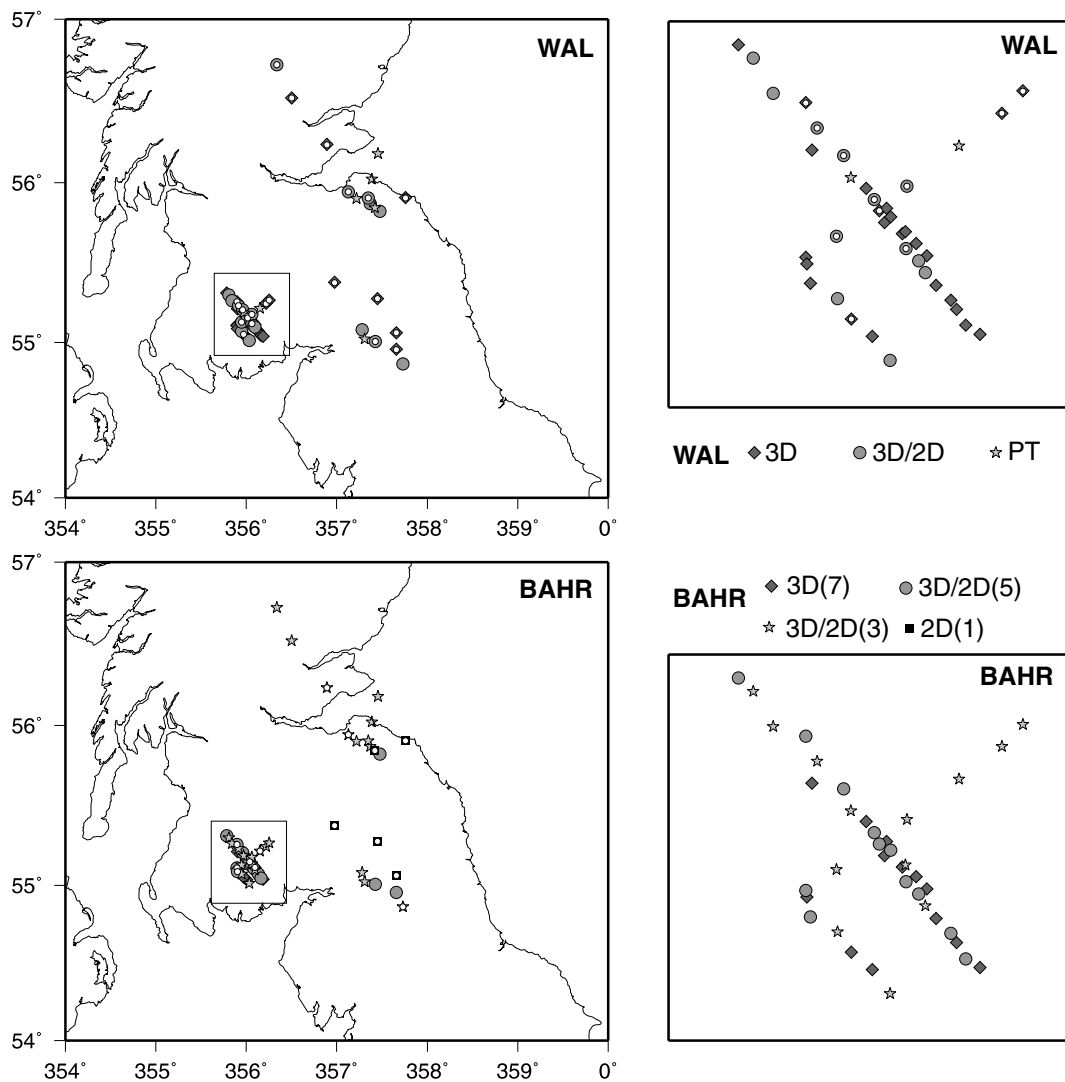 57˚
WAL
56˚
55˚
54˚
354 355 356 357 358 359 0˚
WAL
WAL 3D 3D/2D PT
57˚
BAHR
56˚
55˚
54˚
354 355 356 357 358 359 0˚
BAHR 3D(7) 3D/2D(5)
3D/2D(3) 2D(1)
BAHR